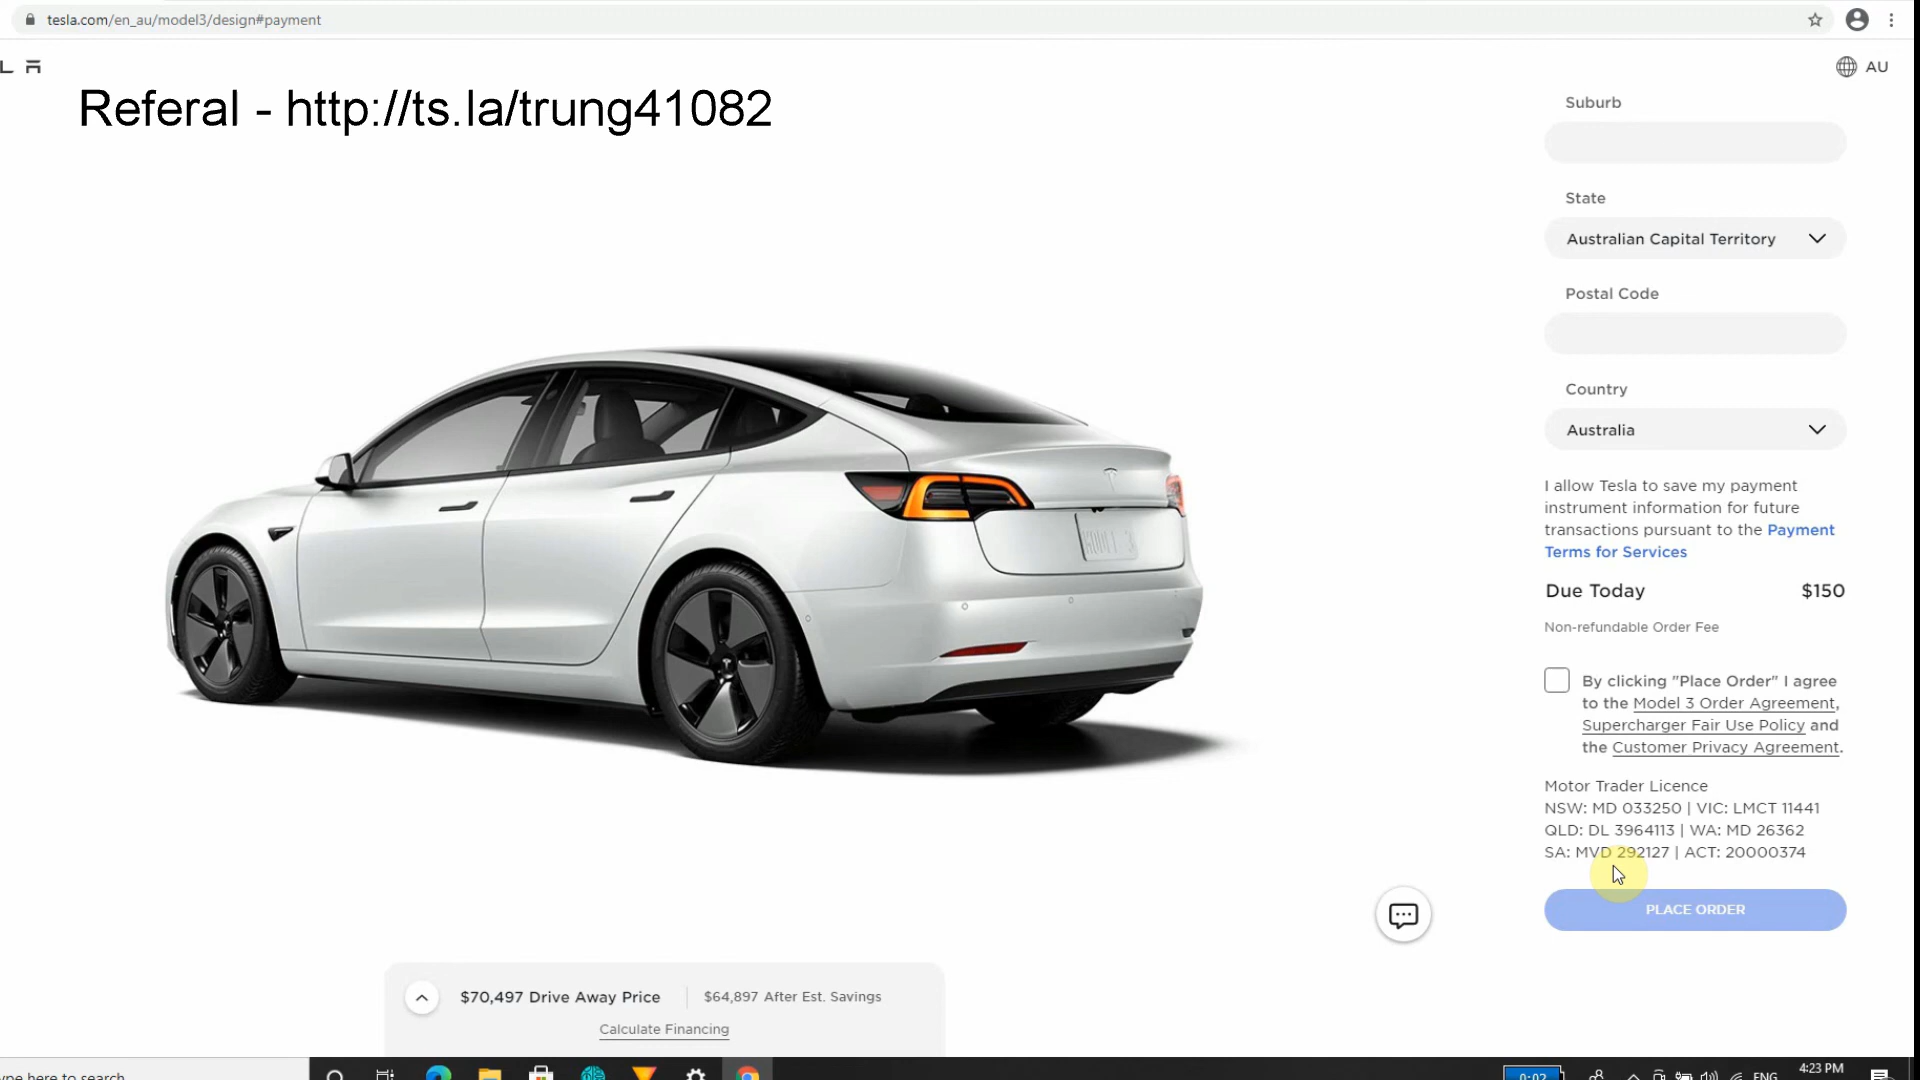 tesla.com/en_au/model3/design#payment
AU
Referal - http://ts.la/trung41082
Suburb
State
Australian Capital Territory
Postal Code
Country
Australia
I allow Tesla to save my payment
instrument information for future
transactions pursuant to the Payment
Terms for Services
Due Today $150
Non-refundable Order Fee
By clicking "Place Order" I agree
to the Model 3 Order Agreement,
Supercharger Fair Use Policy and
the Customer Privacy Agreement.
Motor Trader Licence
NSW: MD 033250 | VIC: LMCT 11441
QLD: DL 3964113 | WA: MD 26362
SA: MVD 292127 | ACT: 20000374
PLACE ORDER
$70,497 Drive Away Price $64,897 After Est. Savings
Calculate Financing
here to search
0:02
ENG
4:23 PM